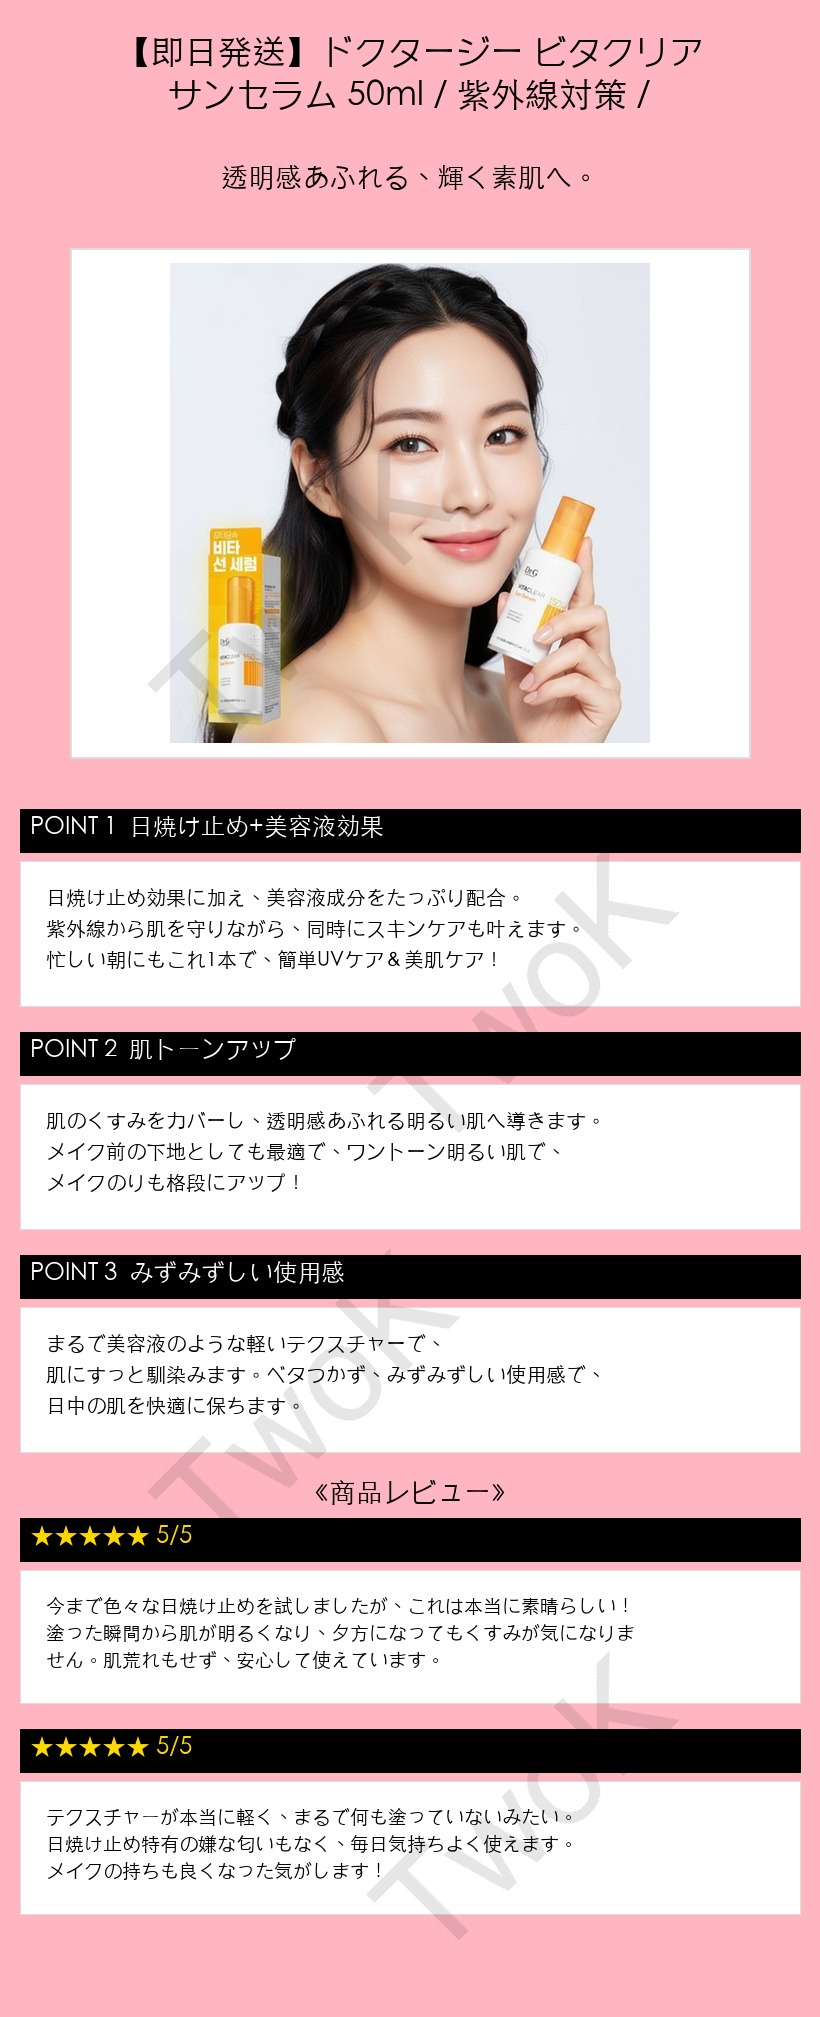 【即日発送】ドクタージー ビタクリア
サンセラム 50ml / 紫外線対策 /
透明感あふれる、輝く素肌へ。
비타
선 세럼
Dr.G
VITACLEAR
Sun Serum
Dr.G
VITACLEAR
Sun Serum
TwoK
POINT 1 日焼け止め+美容液効果
日焼け止め効果に加え、美容液成分をたっぷり配合。
紫外線から肌を守りながら、同時にスキンケアも叶えます。
忙しい朝にもこれ1本で、簡単UVケア＆美肌ケア！
TwoK
POINT 2 肌トーンアップ
肌のくすみをカバーし、透明感あふれる明るい肌へ導きます。
メイク前の下地としても最適で、ワントーン明るい肌で、
メイクのりも格段にアップ！
POINT 3 みずみずしい使用感
まるで美容液のような軽いテクスチャーで、
肌にすっと馴染みます。ベタつかず、みずみずしい使用感で、
日中の肌を快適に保ちます。
TwoK
《商品レビュー》
★★★★★ 5/5
今まで色々な日焼け止めを試しましたが、これは本当に素晴らしい！
塗った瞬間から肌が明るくなり、夕方になってもくすみが気になりま
せん。肌荒れもせず、安心して使えています。
★★★★★ 5/5
テクスチャーが本当に軽く、まるで何も塗っていないみたい。
日焼け止め特有の嫌な匂いもなく、毎日気持ちよく使えます。
メイクの持ちも良くなった気がします！
TwoK